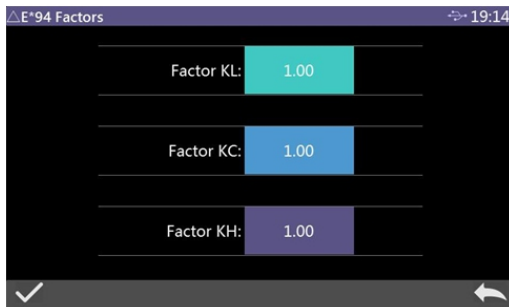 △E*94 Factors 19:14
Factor KL: 1.00
Factor KC: 1.00
Factor KH: 1.00